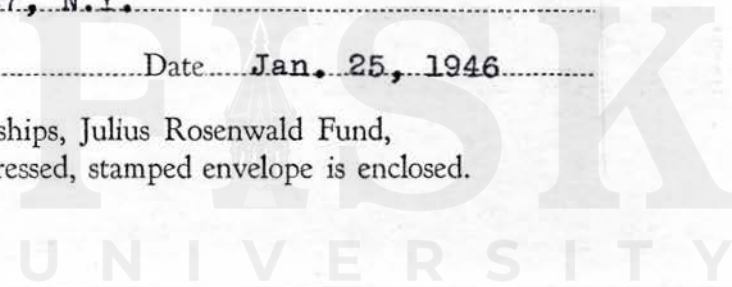 N.Y.
Date Jan. 25, 1946
ships, Julius Rosenwald Fund,
ressed, stamped envelope is enclosed.
FISK
UNIVERSITY